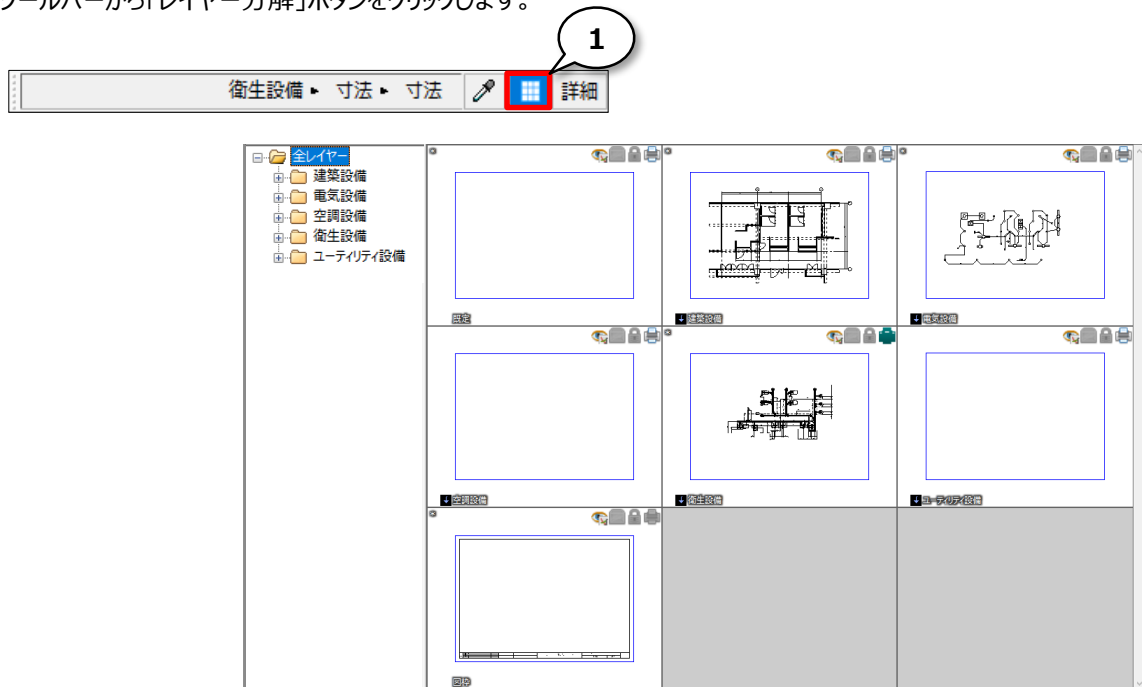 ツールバーから「レイヤー分解」ボタンをクリックします。
1
衛生設備 ▸ 寸法 ▸ 寸法 詳細
全レイヤー
建築設備
電気設備
空調設備
衛生設備
ユーティリティ設備
既定
建築設備
電気設備
空調設備
衛生設備
ユーティリティ設備
図枠